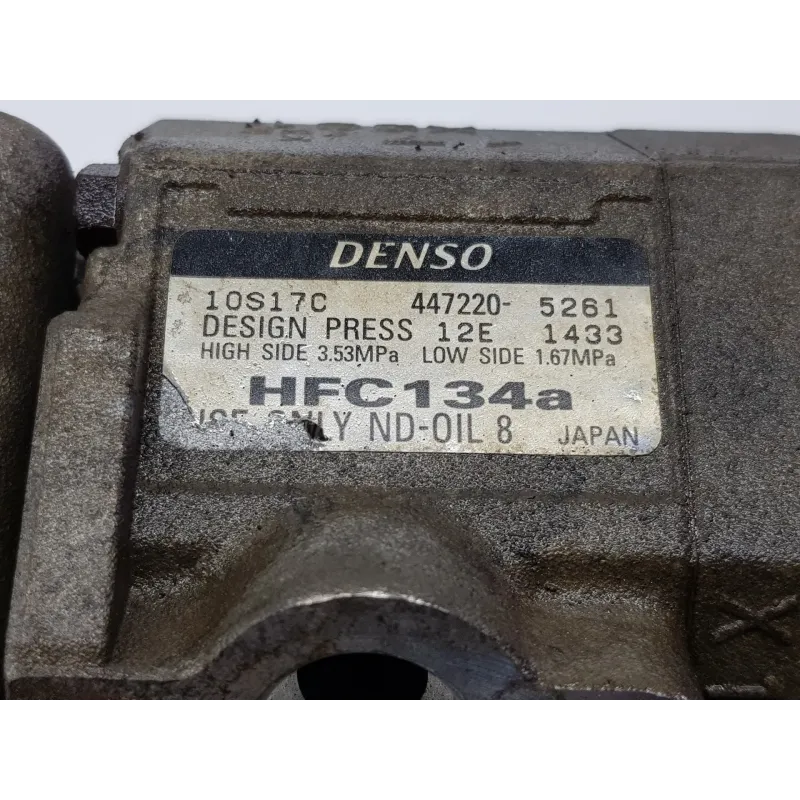 DENSO
10S17C 447220- 5261
DESIGN PRESS 12E 1433
HIGH SIDE 3.53MPa LOW SIDE 1.67MPa
HFC134a
ONLY ND-OIL 8 JAPAN